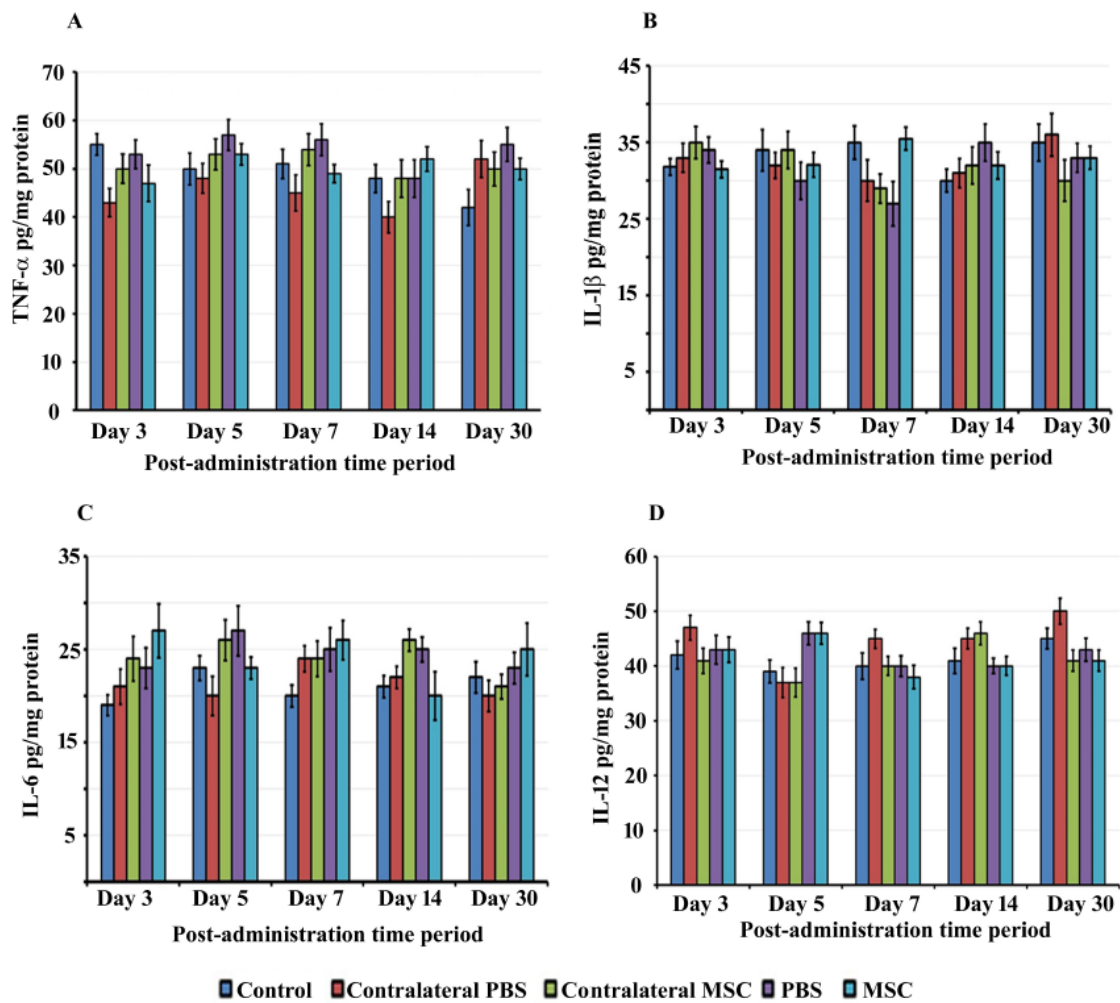 A
TNF-α pg/mg protein
70
60
50
40
30
20
10
0
Day 3 Day 5 Day 7 Day 14 Day 30
Post-administration time period
B
IL-1β pg/mg protein
45
35
25
15
5
Day 3 Day 5 Day 7 Day 14 Day 30
Post-administration time period
C
IL-6 pg/mg protein
35
25
15
5
Day 3 Day 5 Day 7 Day 14 Day 30
Post-administration time period
D
IL-12 pg/mg protein
60
50
40
30
20
10
0
Day 3 Day 5 Day 7 Day 14 Day 30
Post-administration time period
Control Contralateral PBS Contralateral MSC PBS MSC